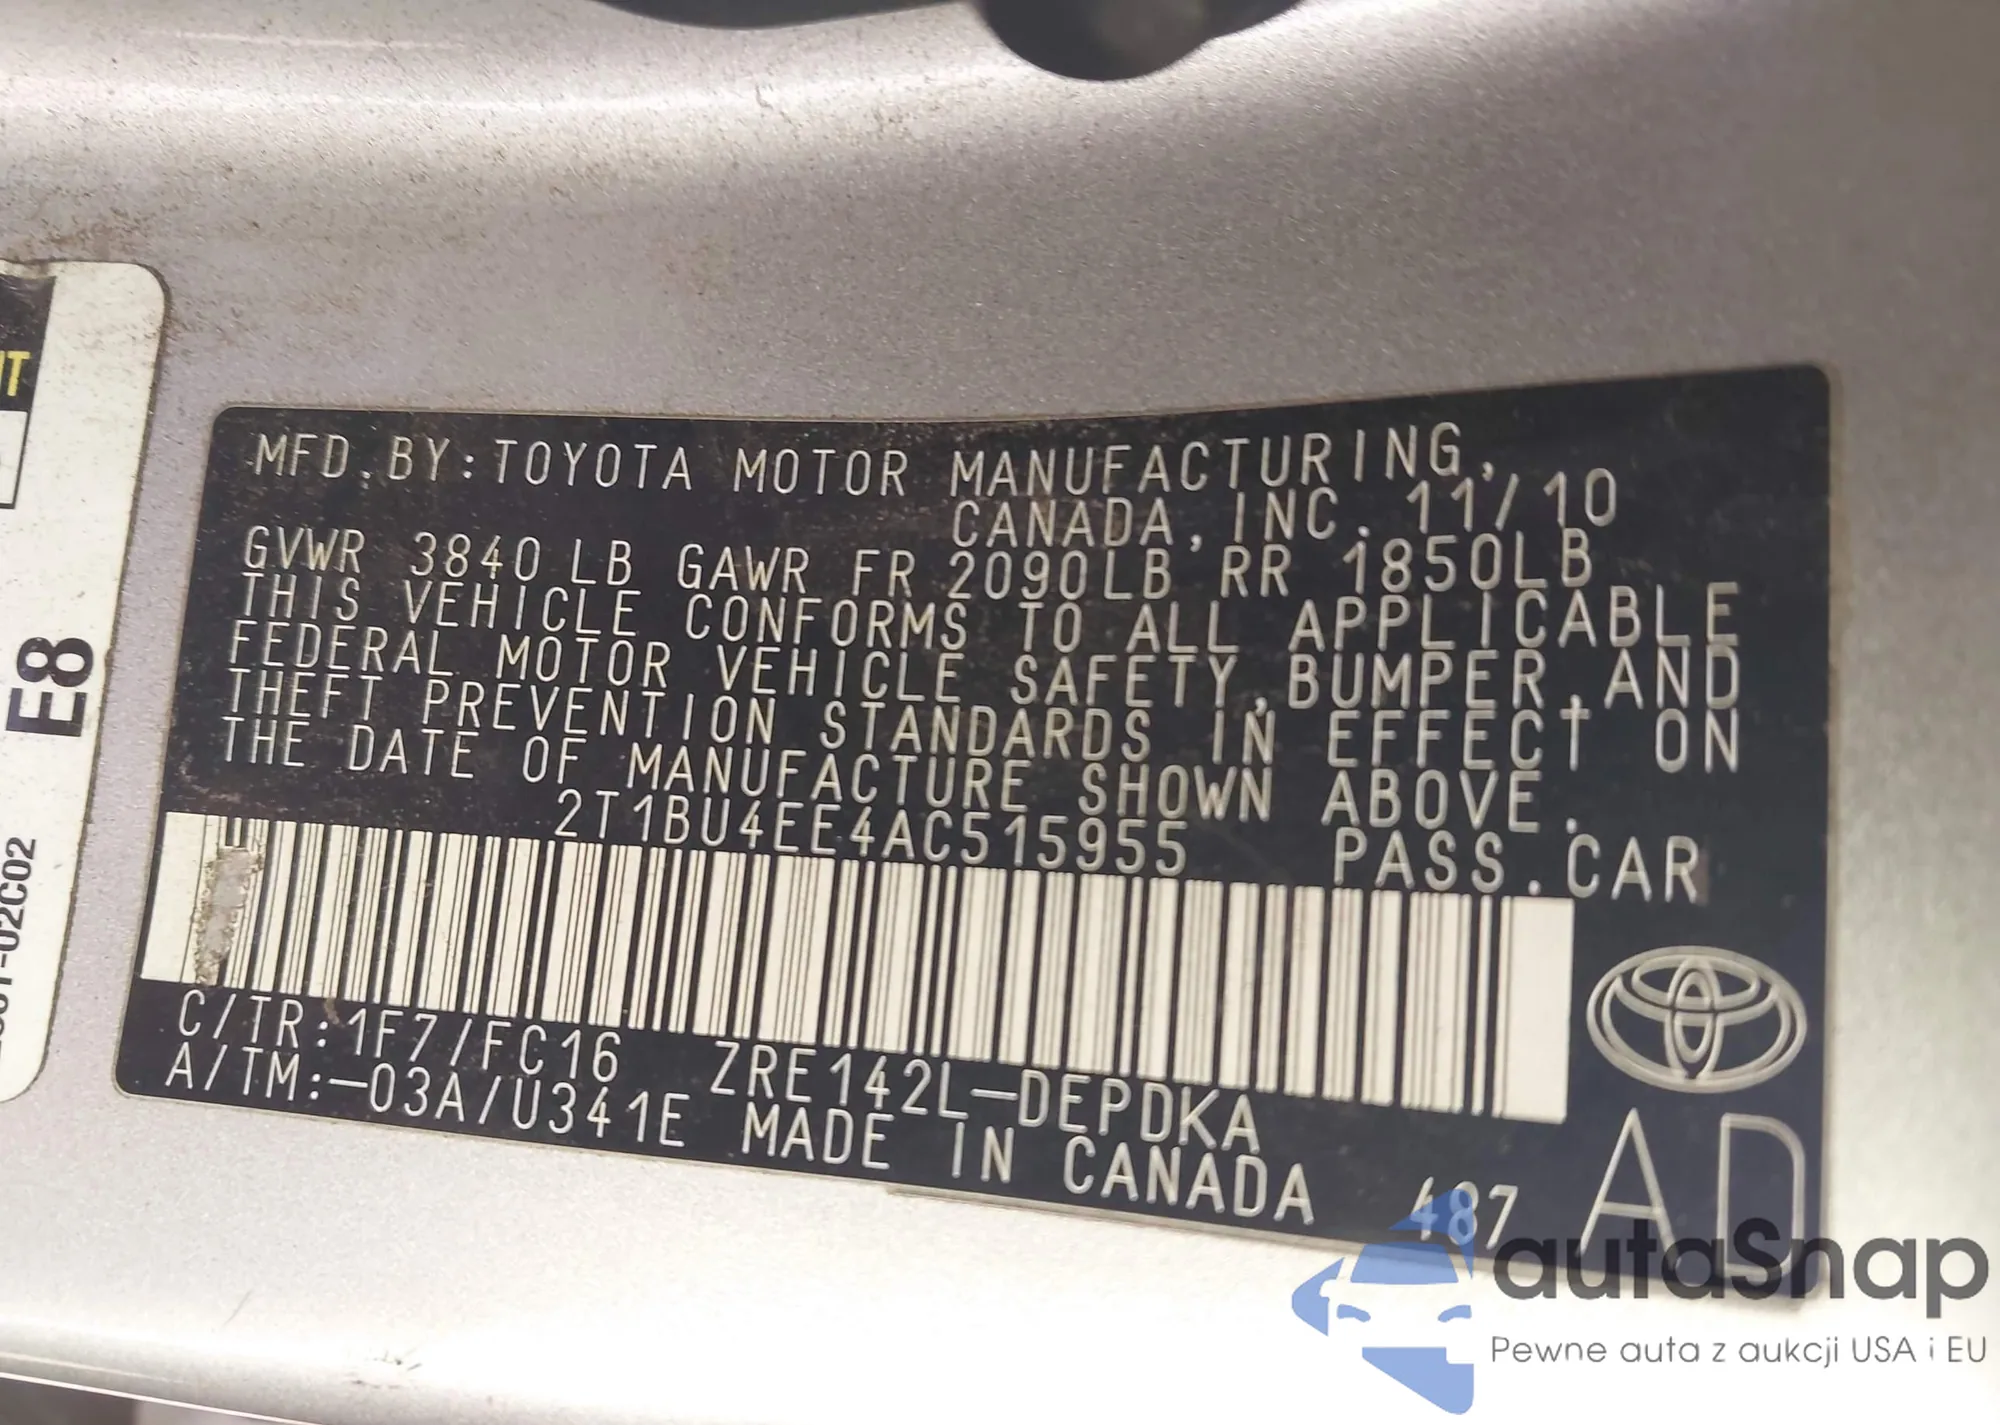 MFD.BY:TOYOTA MOTOR MANUFACTURING,
CANADA,INC. 11/10
GVWR 3840LB GAWR FR 2090LB RR 1850LB
THIS VEHICLE CONFORMS TO ALL APPLICABLE
FEDERAL MOTOR VEHICLE SAFETY,BUMPER,AND
THEFT PREVENTION STANDARDS IN EFFECT ON
THE DATE OF MANUFACTURE SHOWN ABOVE.
2T1BU4EE4AC515955 PASS.CAR
C/TR:1F7/FC16 ZRE142L-DEPDKA
A/TM:-03A/U341E MADE IN CANADA 487
AD
E8
-02C02
autaSnap
Pewne auta z aukcji USA i EU